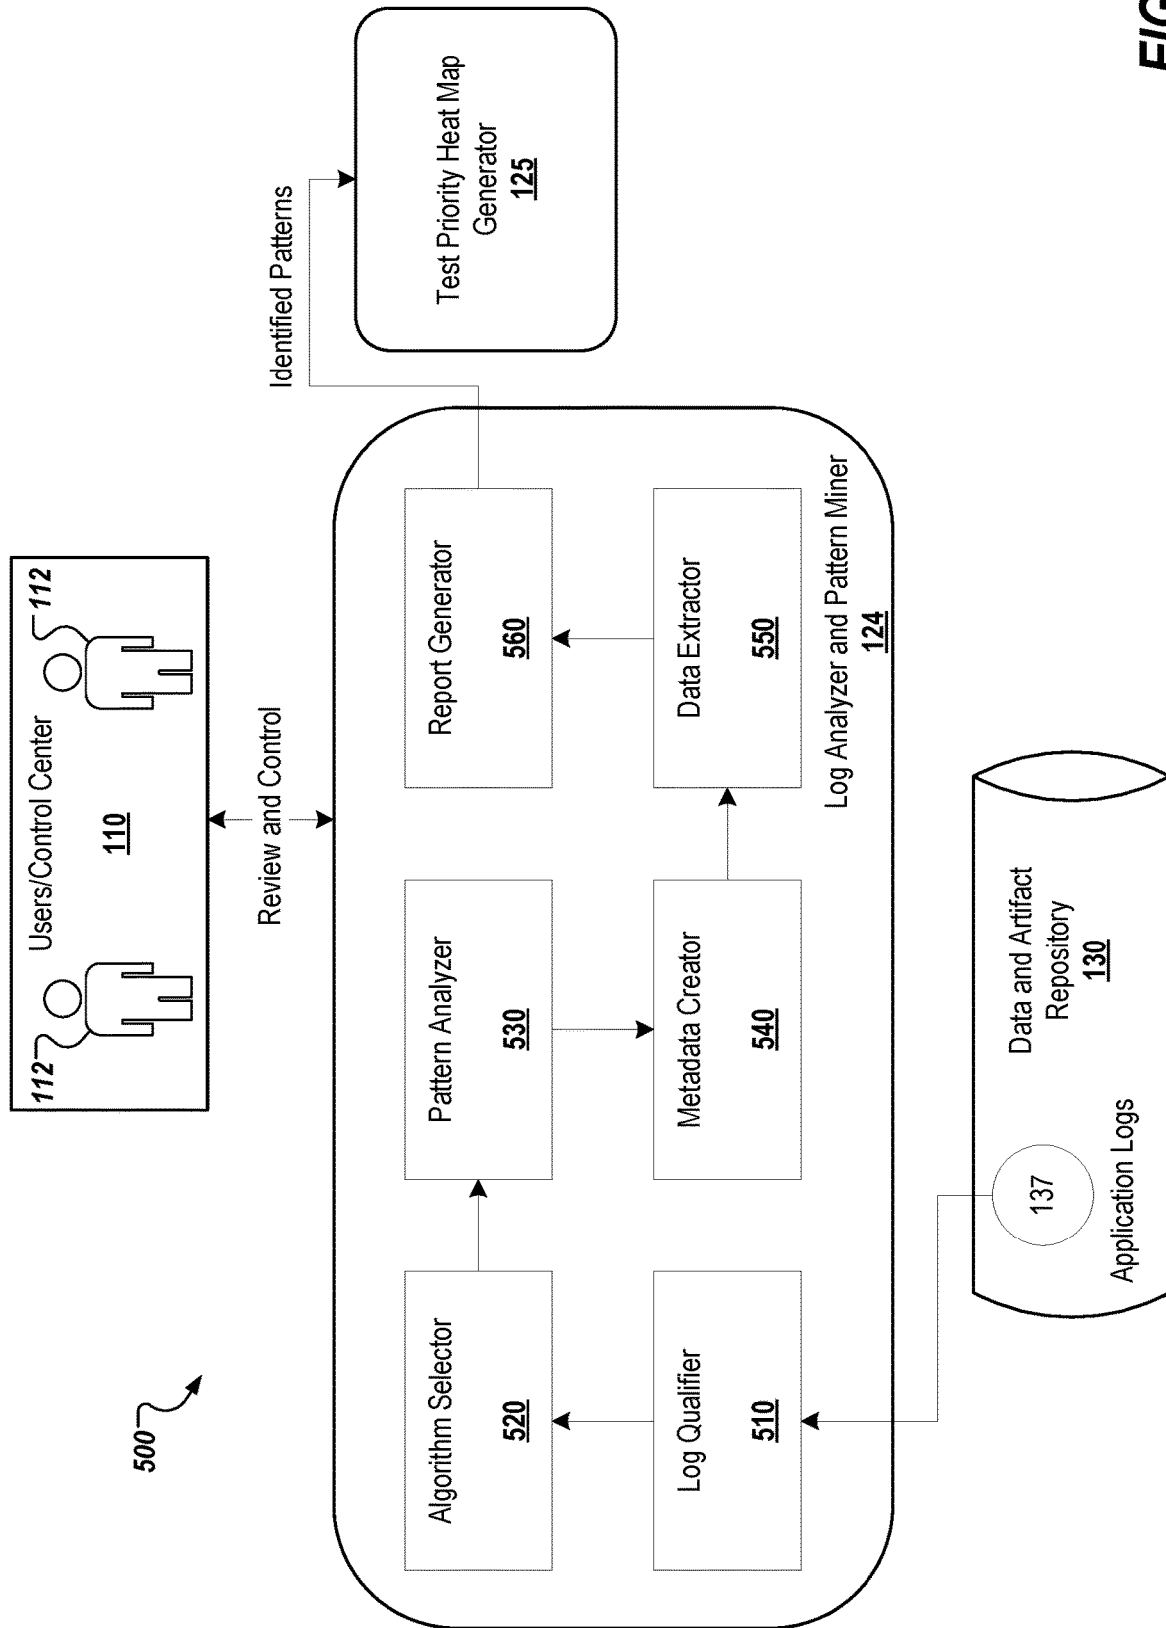 500
112
Users/Control Center
112
110
Review and Control
Identified Patterns
Algorithm Selector
520
Pattern Analyzer
530
Report Generator
560
Test Priority Heat Map
Generator
125
Log Qualifier
510
Metadata Creator
540
Data Extractor
550
Log Analyzer and Pattern Miner
124
137
Application Logs
Data and Artifact
Repository
130
FIG